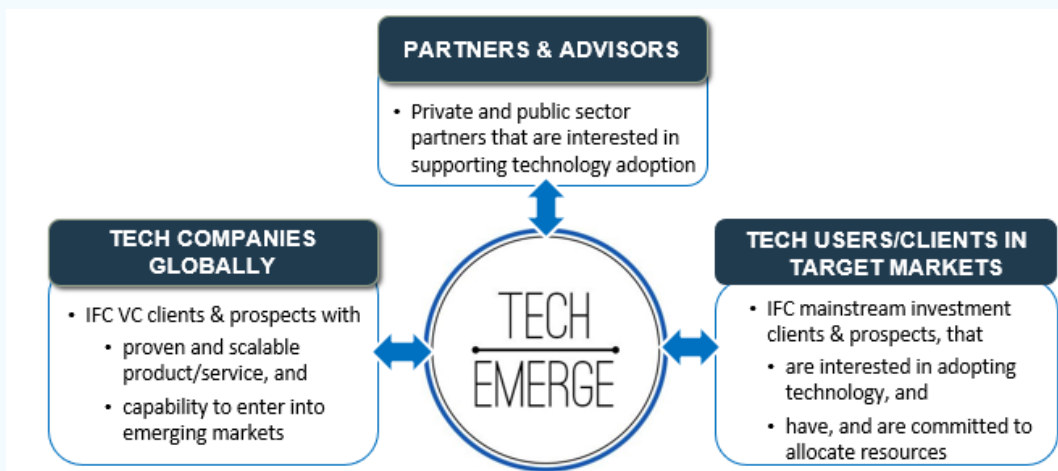 PARTNERS & ADVISORS
• Private and public sector
partners that are interested in
supporting technology adoption
TECH COMPANIES
GLOBALLY
• IFC VC clients & prospects with
• proven and scalable
product/service, and
• capability to enter into
emerging markets
TECH
EMERGE
TECH USERS/CLIENTS IN
TARGET MARKETS
• IFC mainstream investment
clients & prospects, that
• are interested in adopting
technology, and
• have, and are committed to
allocate resources